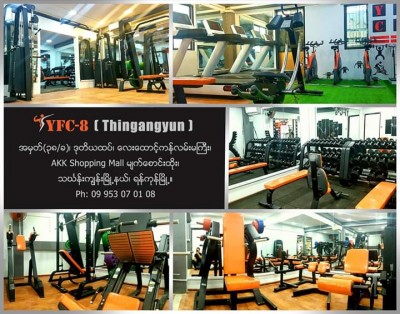 YFC-8 ( Thingangyun )
အမှတ်(၃၈/ခ)၊ ဒုတိယထပ်၊ လေးထောင့်ကန်လမ်းမကြီး၊
AKK Shopping Mall မျက်စောင်းထိုး၊
သင်္ဃန်းကျွန်းမြို့နယ်၊ ရန်ကုန်မြို့။
Ph: 09 953 07 01 08